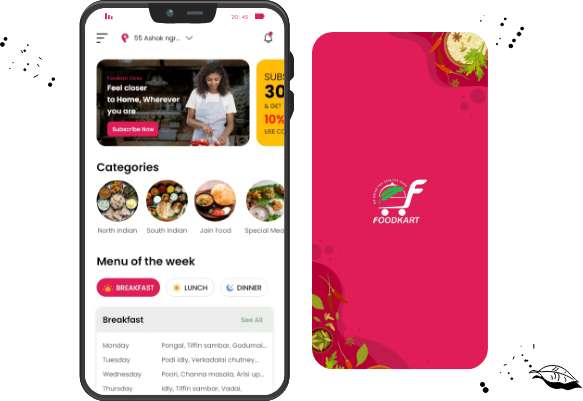 20:45
55 Ashok ngr...
Feel closer
to Home, Wherever
you are
Subscribe Now
SUBS
30
& GET
10%
USE CO
Categories
North Indian
South Indian
Jain Food
Special Mea
Menu of the week
BREAKFAST
LUNCH
DINNER
Breakfast
See All
Monday
Pongal, Tiffin sambar, Godumai...
Tuesday
Podi idly, Verkadalai chutney...
Wednesday
Poori, Channa masala, Arisi up...
Thursday
Idly, Tiffin sambar, Vadai,
FOODKART